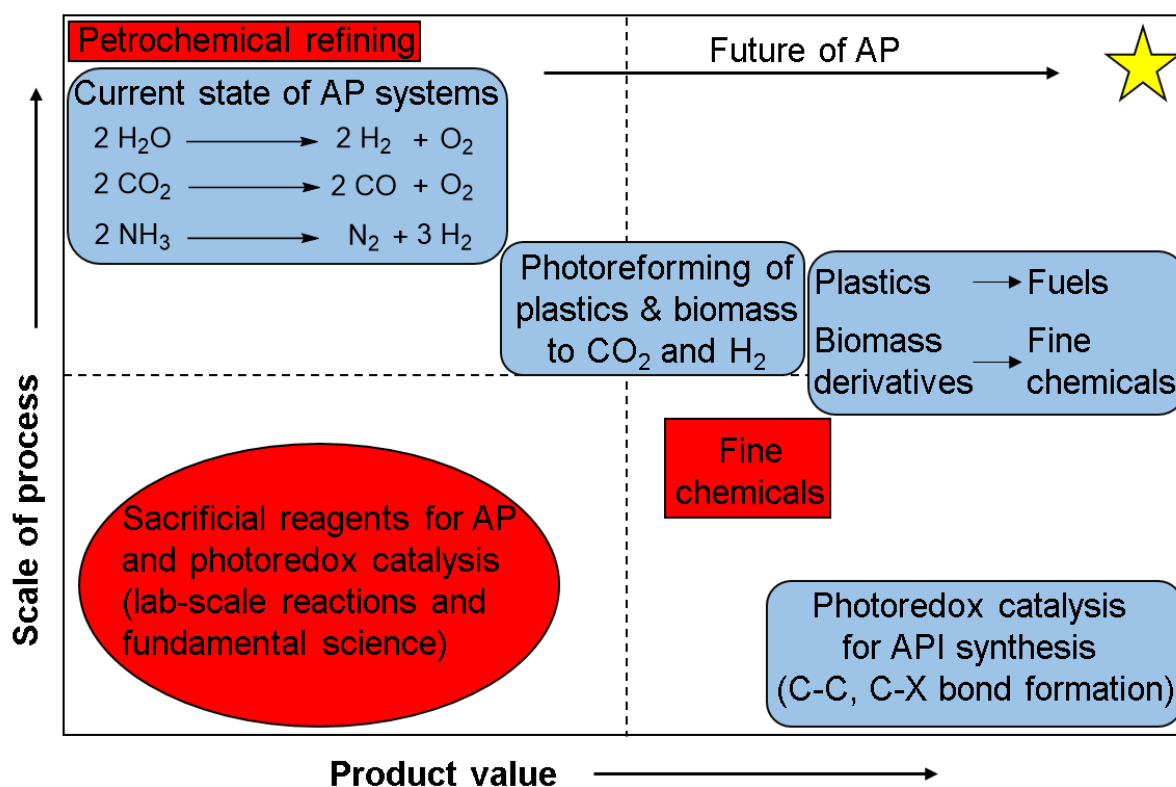 Petrochemical refining
Future of AP
Current state of AP systems
2 H₂O → 2 H₂ + O₂
2 CO₂ → 2 CO + O₂
2 NH₃ → N₂ + 3 H₂
Photoreforming of
plastics & biomass
to CO₂ and H₂
Plastics → Fuels
Biomass → Fine
derivatives chemicals
Fine
chemicals
Sacrificial reagents for AP
and photoredox catalysis
(lab-scale reactions and
fundamental science)
Photoredox catalysis
for API synthesis
(C-C, C-X bond formation)
Scale of process
Product value